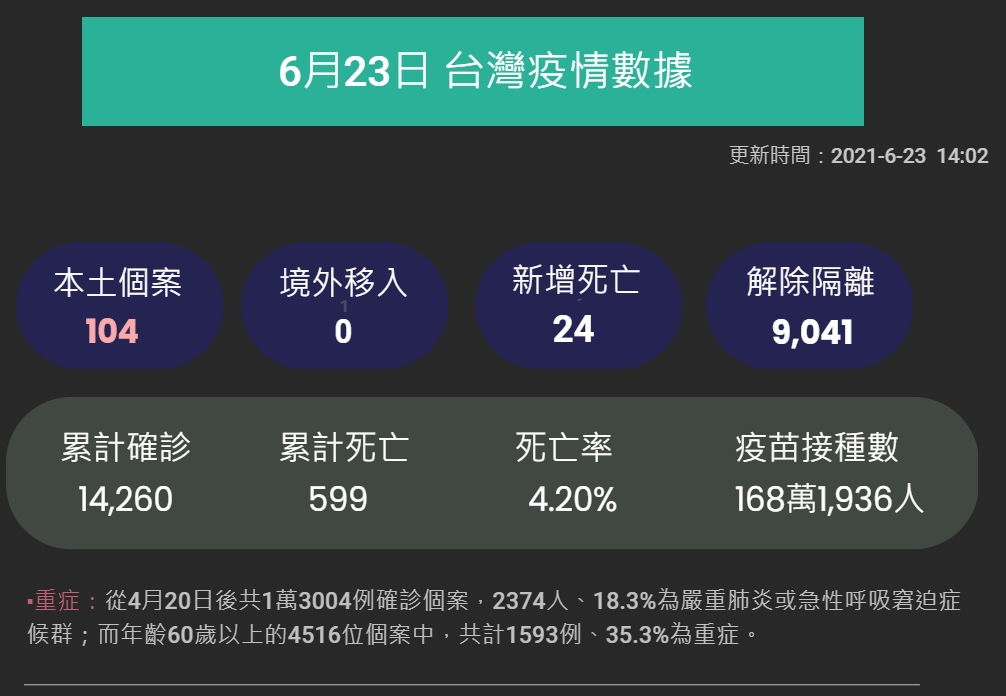 6月23日 台灣疫情數據
更新時間：2021-6-23 14:02
本土個案 境外移入 新增死亡 解除隔離
1
104 0 24 9,041
累計確診 累計死亡 死亡率 疫苗接種數
14,260 599 4.20% 168萬1,936人
▪重症：從4月20日後共1萬3004例確診個案，2374人、18.3%為嚴重肺炎或急性呼吸窘迫症
候群；而年齡60歲以上的4516位個案中，共計1593例、35.3%為重症。